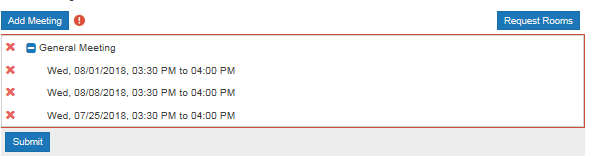 Add Meeting ! Request Rooms
General Meeting
Wed, 08/01/2018, 03:30 PM to 04:00 PM
Wed, 08/08/2018, 03:30 PM to 04:00 PM
Wed, 07/25/2018, 03:30 PM to 04:00 PM
Submit